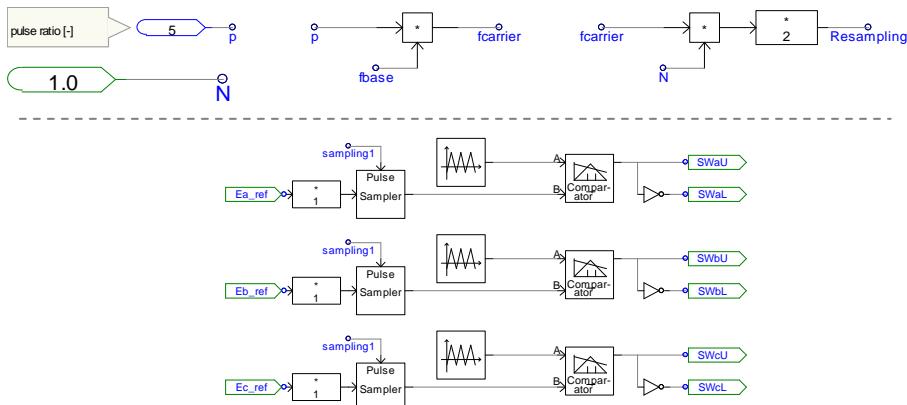 pulse ratio [-]
5
p
p
*
fcarrier
fbase
fcarrier
*
*
2
Resampling
N
1.0
N
sampling1
Ea_ref
*
1
Pulse
Sampler
A
B
Compar-
ator
SWaU
SWaL
sampling1
Eb_ref
*
1
Pulse
Sampler
A
B
Compar-
ator
SWbU
SWbL
sampling1
Ec_ref
*
1
Pulse
Sampler
A
B
Compar-
ator
SWcU
SWcL